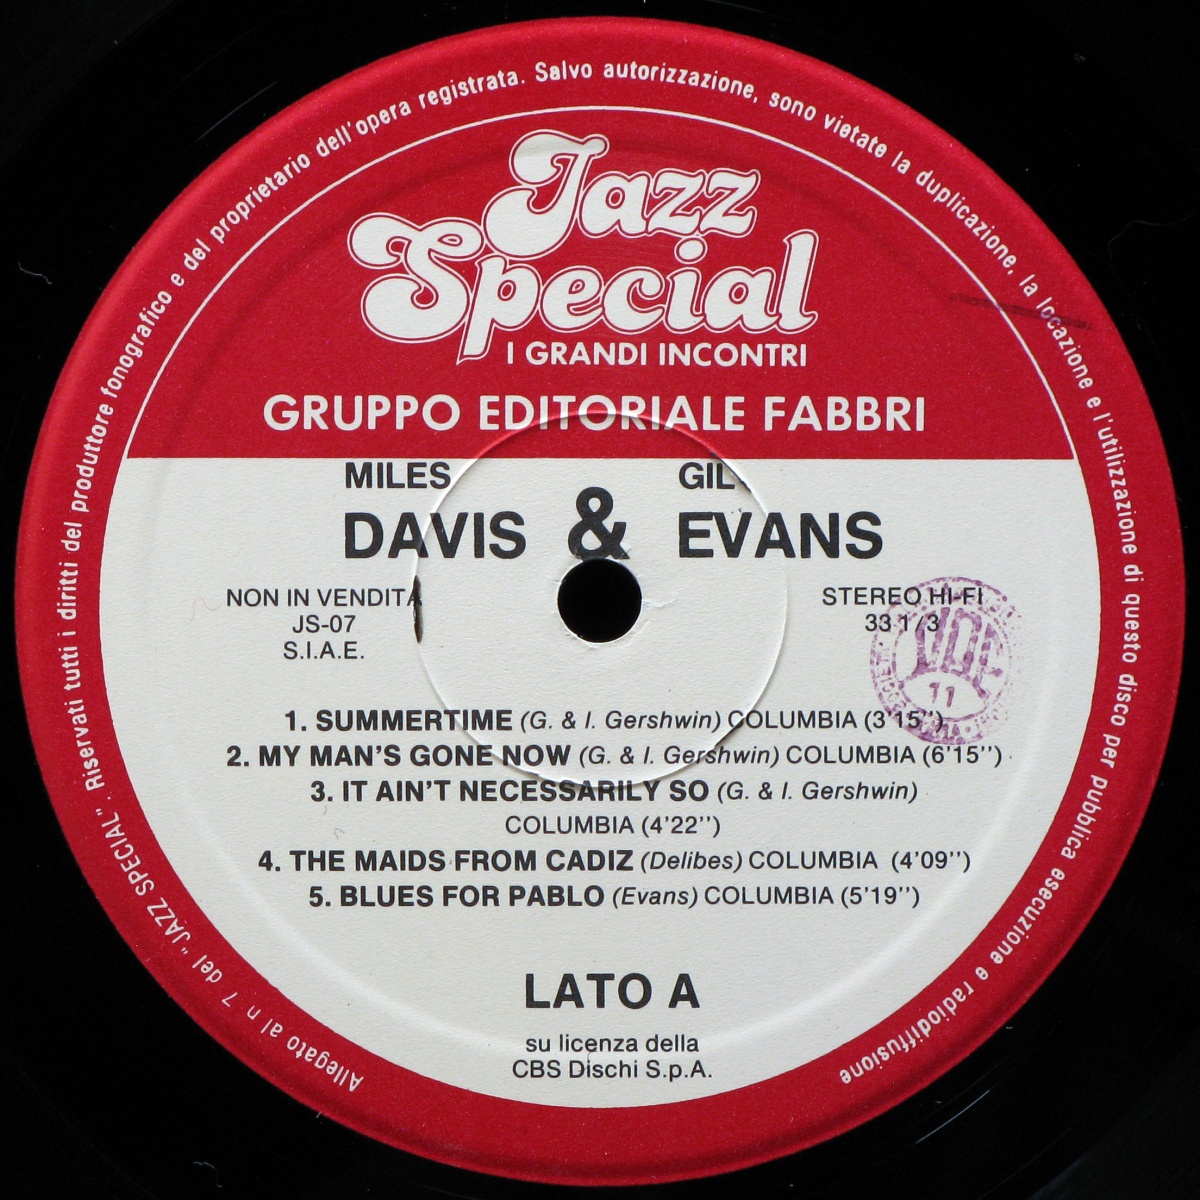 Allegato al n. 7 del "JAZZ SPECIAL". Riservati tutti i diritti del produttore fonografico e del proprietario dell'opera registrata. Salvo autorizzazione, sono vietate la duplicazione, la locazione e l'utilizzazione di questo disco per pubblica esecuzione e radiodiffusione
Jazz
Special
I GRANDI INCONTRI
GRUPPO EDITORIALE FABBRI
MILES GIL
DAVIS & EVANS
NON IN VENDITA STEREO HI-FI
JS-07 33 1/3
S.I.A.E.
11
1. SUMMERTIME (G. & I. Gershwin) COLUMBIA (3'15'')
2. MY MAN'S GONE NOW (G. & I. Gershwin) COLUMBIA (6'15'')
3. IT AIN'T NECESSARILY SO (G. & I. Gershwin)
COLUMBIA (4'22'')
4. THE MAIDS FROM CADIZ (Delibes) COLUMBIA (4'09'')
5. BLUES FOR PABLO (Evans) COLUMBIA (5'19'')
LATO A
su licenza della
CBS Dischi S.p.A.